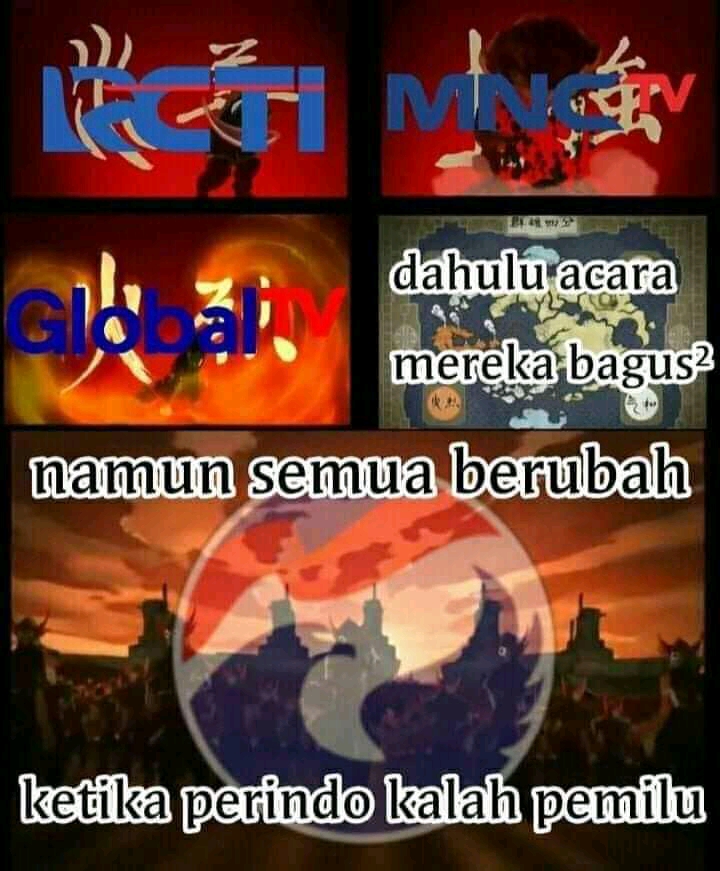 RCTI
MNCTV
GlobalTV
dahulu acara
mereka bagus²
namun semua berubah
ketika perindo kalah pemilu